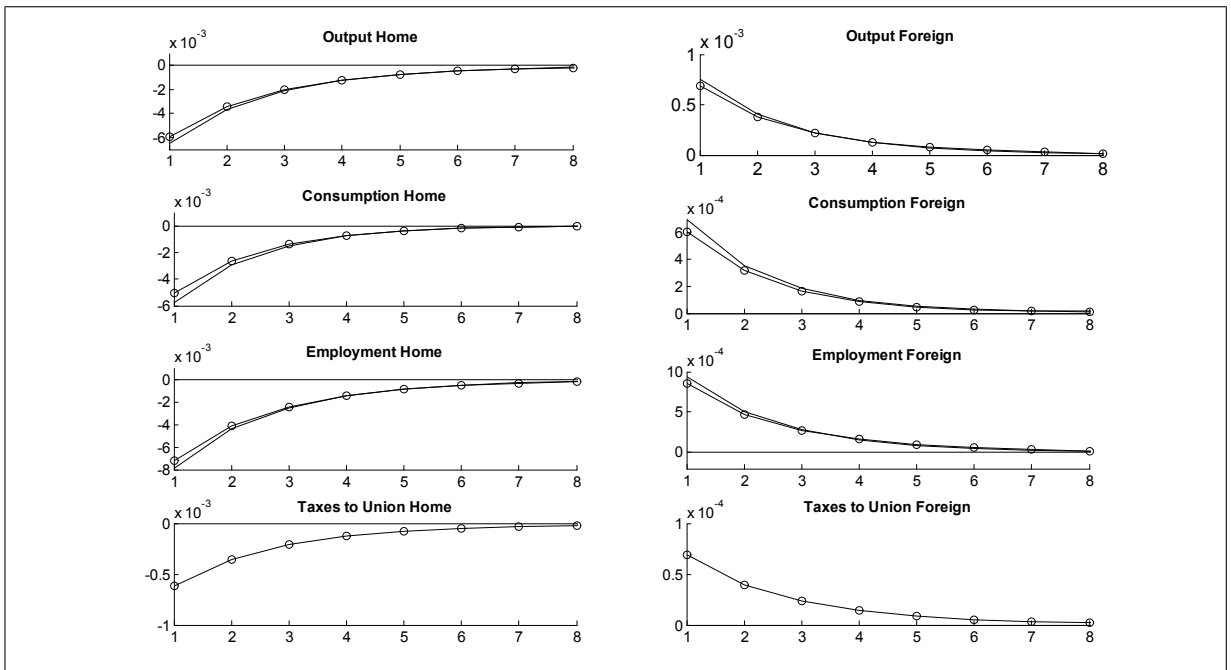 Output Home
x 10-3
0
-2
-4
-6
1 2 3 4 5 6 7 8
Output Foreign
x 10-3
1
0.5
0
1 2 3 4 5 6 7 8
Consumption Home
x 10-3
0
-2
-4
-6
1 2 3 4 5 6 7 8
Consumption Foreign
x 10-4
6
4
2
0
1 2 3 4 5 6 7 8
Employment Home
x 10-3
0
-2
-4
-6
-8
1 2 3 4 5 6 7 8
Employment Foreign
x 10-4
10
5
0
1 2 3 4 5 6 7 8
Taxes to Union Home
x 10-3
0
-0.5
-1
1 2 3 4 5 6 7 8
Taxes to Union Foreign
x 10-4
1
0.5
0
1 2 3 4 5 6 7 8